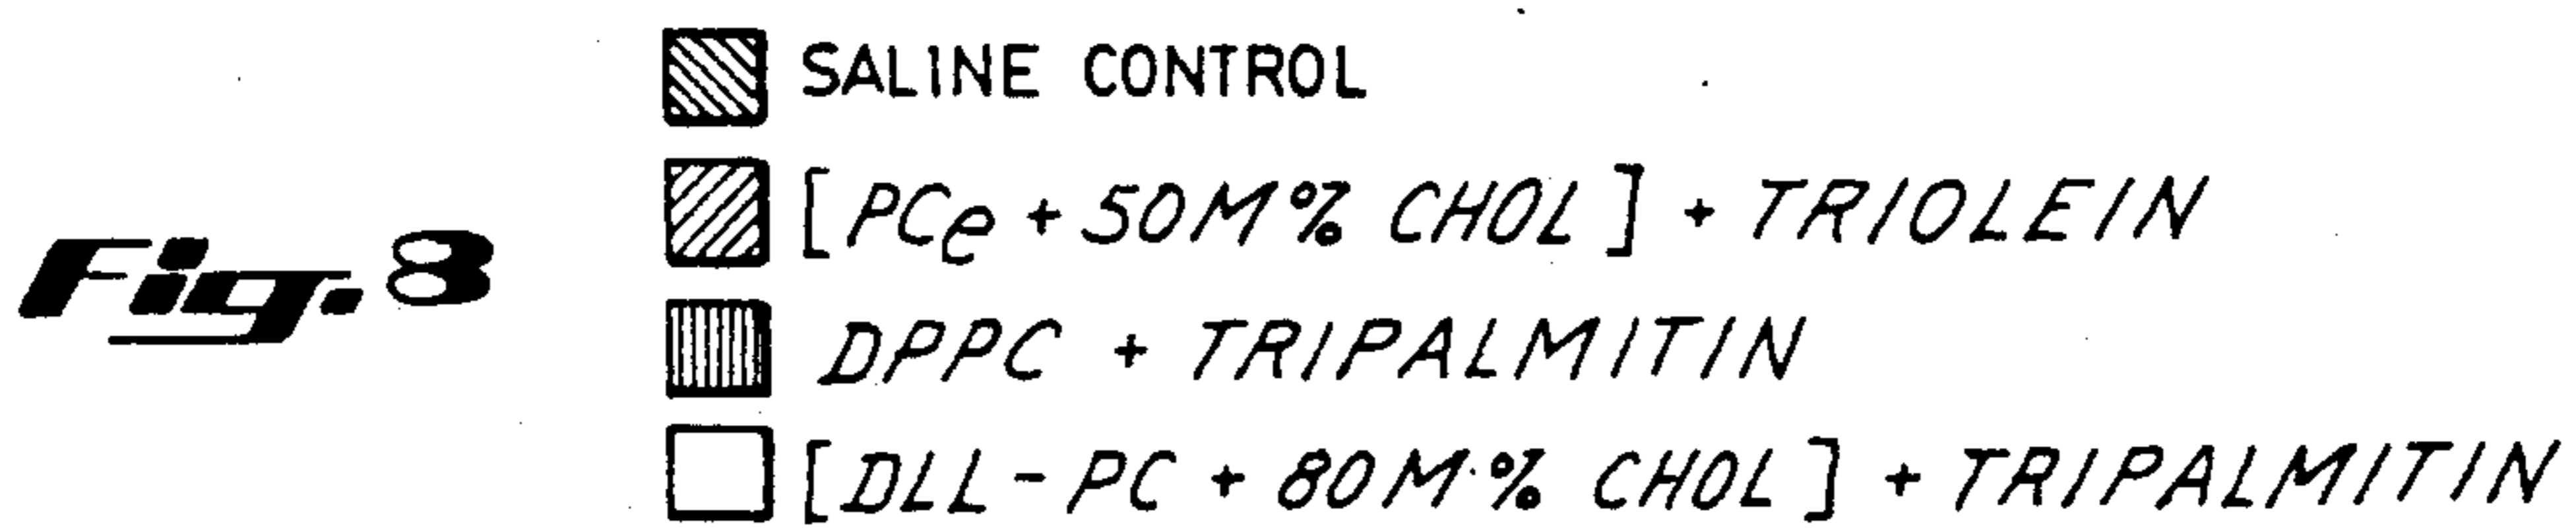 SALINE CONTROL
[PCe + 50M% CHOL] + TRIOLEIN
Fig. 8
DPPC + TRIPALMITIN
[DLL-PC + 80M% CHOL] + TRIPALMITIN